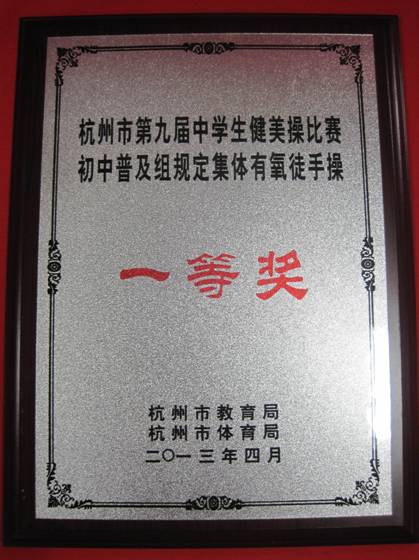 杭州市第九届中学生健美操比赛
初中普及组规定集体有氧徒手操
一等奖
杭州市教育局
杭州市体育局
二〇一三年四月